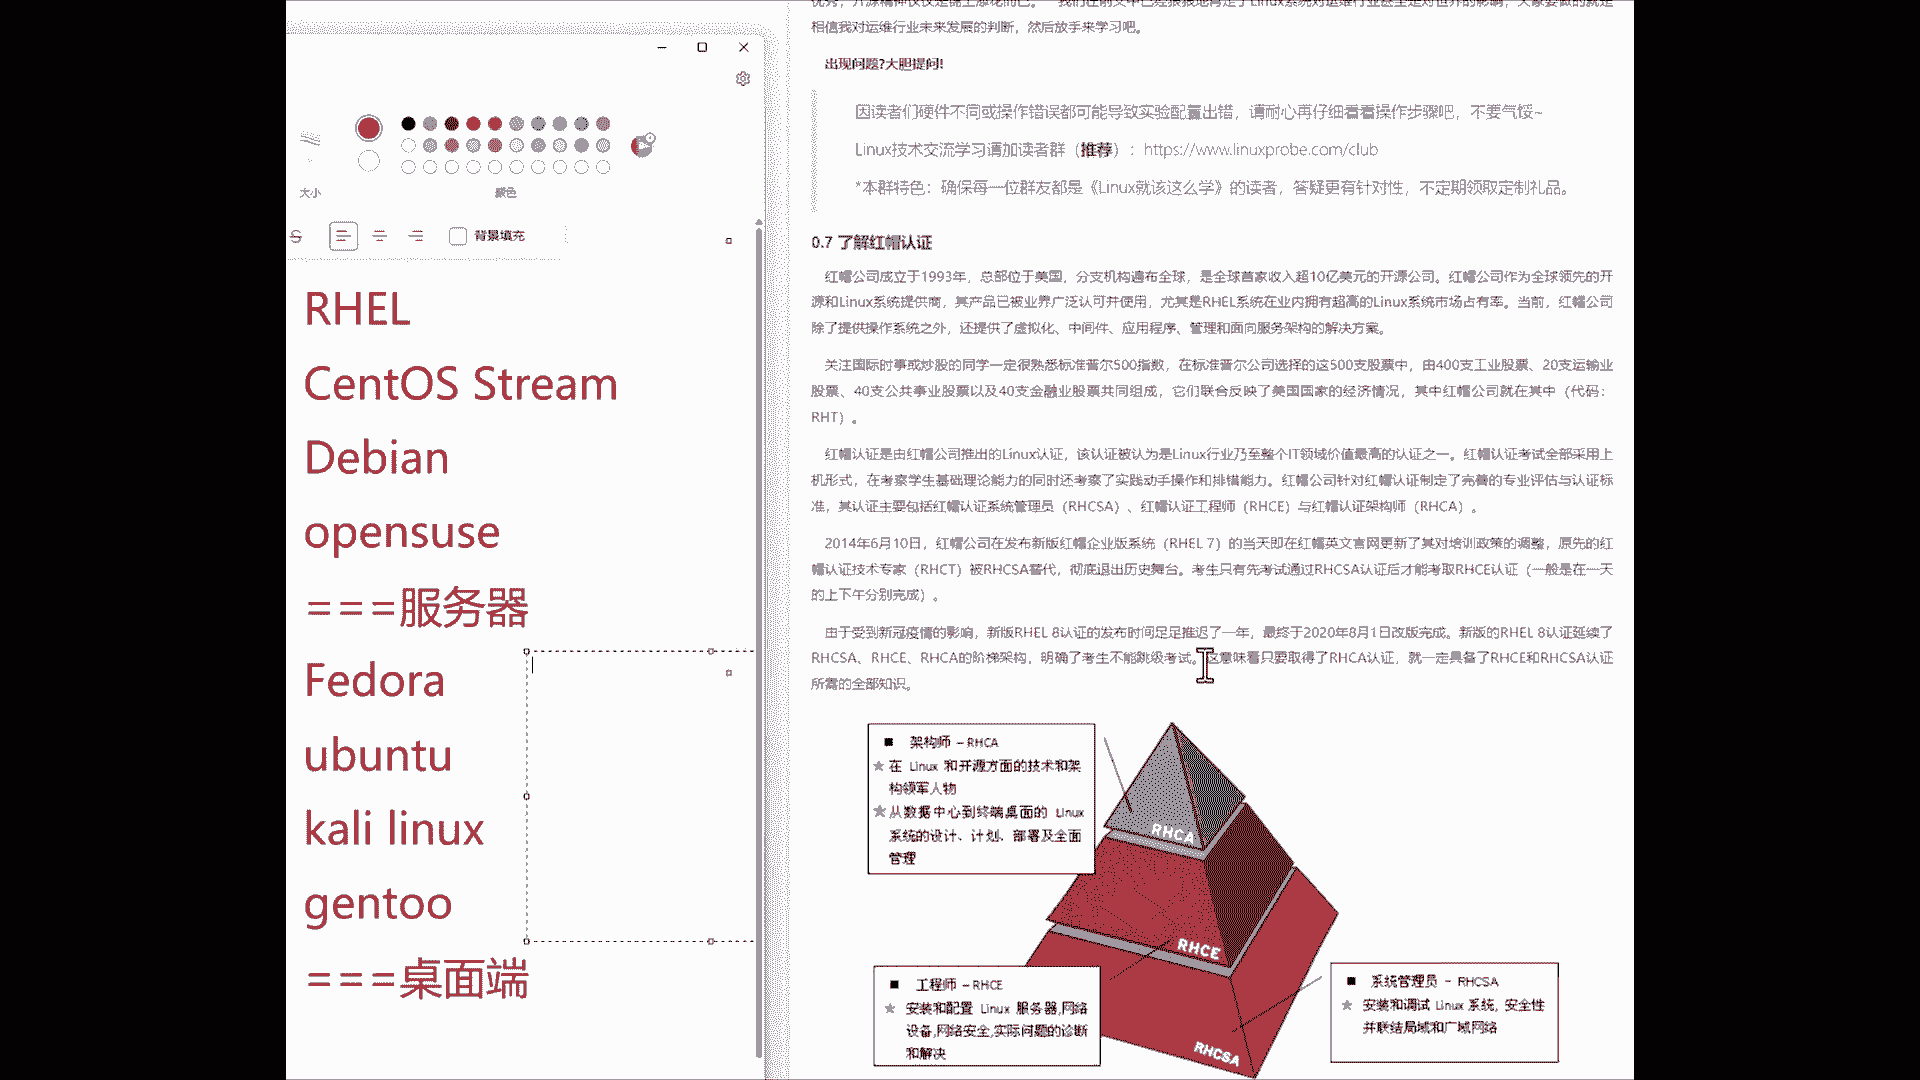 大小
颜色
背景填充
RHEL
CentOS Stream
Debian
opensuse
===服务器
Fedora
ubuntu
kali linux
gentoo
===桌面端
相信我对运维行业未来发展的判断，然后放手来学习吧。
出现问题?大胆提问!
因读者们硬件不同或操作错误都可能导致实验配置出错，请耐心再仔细看看操作步骤吧，不要气馁~
Linux技术交流学习请加读者群（推荐）：https://www.linuxprobe.com/club
*本群特色：确保每一位群友都是《Linux就该这么学》的读者，答疑更有针对性，不定期领取定制礼品。
0.7 了解红帽认证
红帽公司成立于1993年，总部位于美国，分支机构遍布全球，是全球首家收入超10亿美元的开源公司。红帽公司作为全球领先的开
源和Linux系统提供商，其产品已被业界广泛认可并使用，尤其是RHEL系统在业内拥有超高的Linux系统市场占有率。当前，红帽公司
除了提供操作系统之外，还提供了虚拟化、中间件、应用程序、管理和面向服务架构的解决方案。
关注国际时事或炒股的同学一定很熟悉标准普尔500指数，在标准普尔公司选择的这500支股票中，由400支工业股票、20支运输业
股票、40支公共事业股票以及40支金融业股票共同组成，它们联合反映了美国国家的经济情况，其中红帽公司就在其中（代码：
RHT）。
红帽认证是由红帽公司推出的Linux认证，该认证被认为是Linux行业乃至整个IT领域价值最高的认证之一。红帽认证考试全部采用上
机形式，在考察学生基础理论能力的同时还考察了实践动手操作和排错能力。红帽公司针对红帽认证制定了完善的专业评估与认证标
准，其认证主要包括红帽认证系统管理员（RHCSA）、红帽认证工程师（RHCE）与红帽认证架构师（RHCA）。
2014年6月10日，红帽公司在发布新版红帽企业版系统（RHEL 7）的当天即在红帽英文官网更新了其对培训政策的调整，原先的红
帽认证技术专家（RHCT）被RHCSA替代，彻底退出历史舞台。考生只有先考试通过RHCSA认证后才能考取RHCE认证（一般是在一天
的上下午分别完成）。
由于受到新冠疫情的影响，新版RHEL 8认证的发布时间足足推迟了一年，最终于2020年8月1日改版完成。新版的RHEL 8认证延续了
RHCSA、RHCE、RHCA的阶梯架构，明确了考生不能跳级考试。这意味着只要取得了RHCA认证，就一定具备了RHCE和RHCSA认证
所需的全部知识。
■ 架构师 – RHCA
★在 Linux 和开源方面的技术和架
构领军人物
★从数据中心到终端桌面的 Linux
系统的设计、计划、部署及全面
管理
RHCA
RHCE
RHCSA
■ 工程师 – RHCE
★ 安装和配置 Linux 服务器,网络
设备,网络安全,实际问题的诊断
和解决
■ 系统管理员 – RHCSA
★ 安装和调试 Linux 系统, 安全性
并联结局域和广域网络